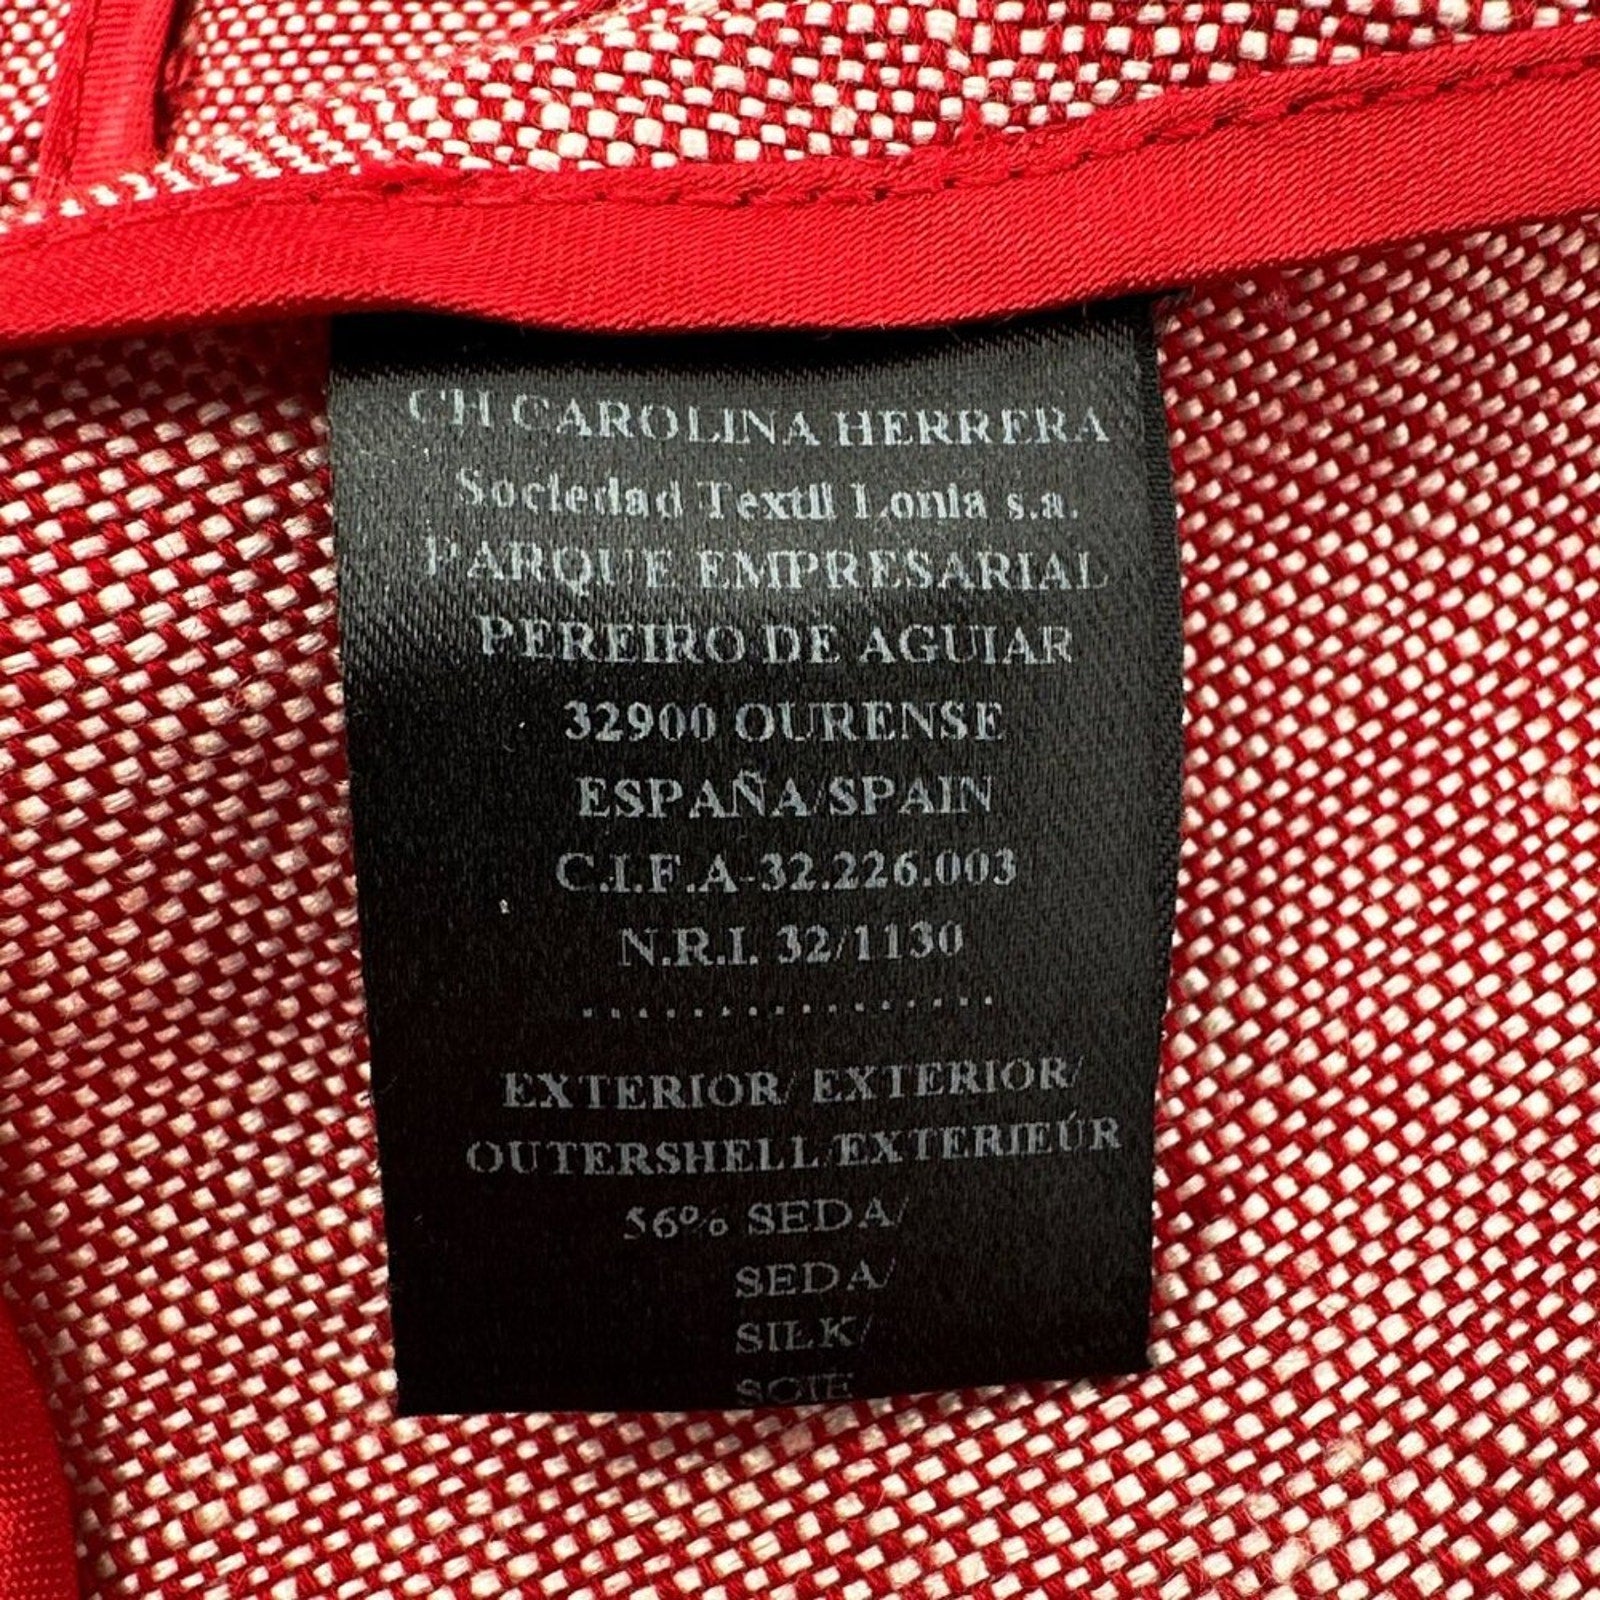 CH CAROLINA HERRERA
Sociedad Textil Lonia s.a.
PARQUE EMPRESARIAL
PEREIRO DE AGUIAR
32900 OURENSE
ESPAÑA/SPAIN
C.I.F.A-32.226.003
N.R.I. 32/1130
................
EXTERIOR/ EXTERIOR/
OUTERSHELL/EXTERIEÚR
56% SEDA/
SEDA/
SILK/
SOIE